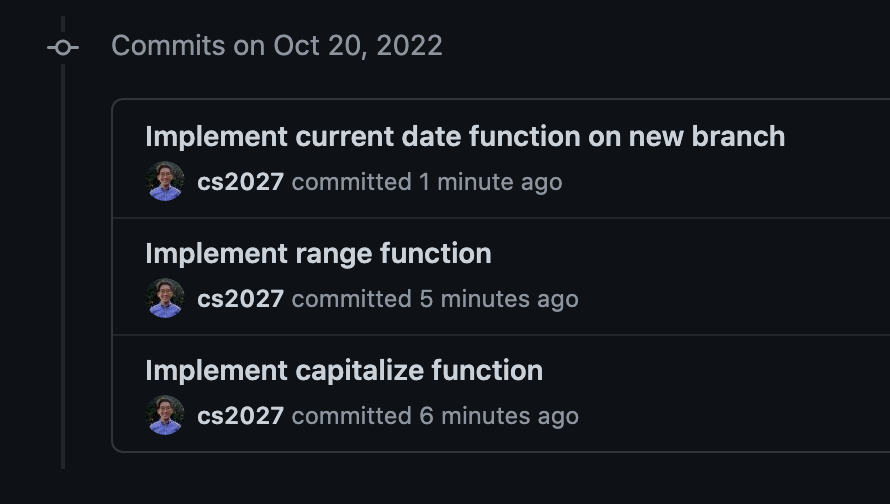 Commits on Oct 20, 2022
Implement current date function on new branch
cs2027 committed 1 minute ago
Implement range function
cs2027 committed 5 minutes ago
Implement capitalize function
cs2027 committed 6 minutes ago